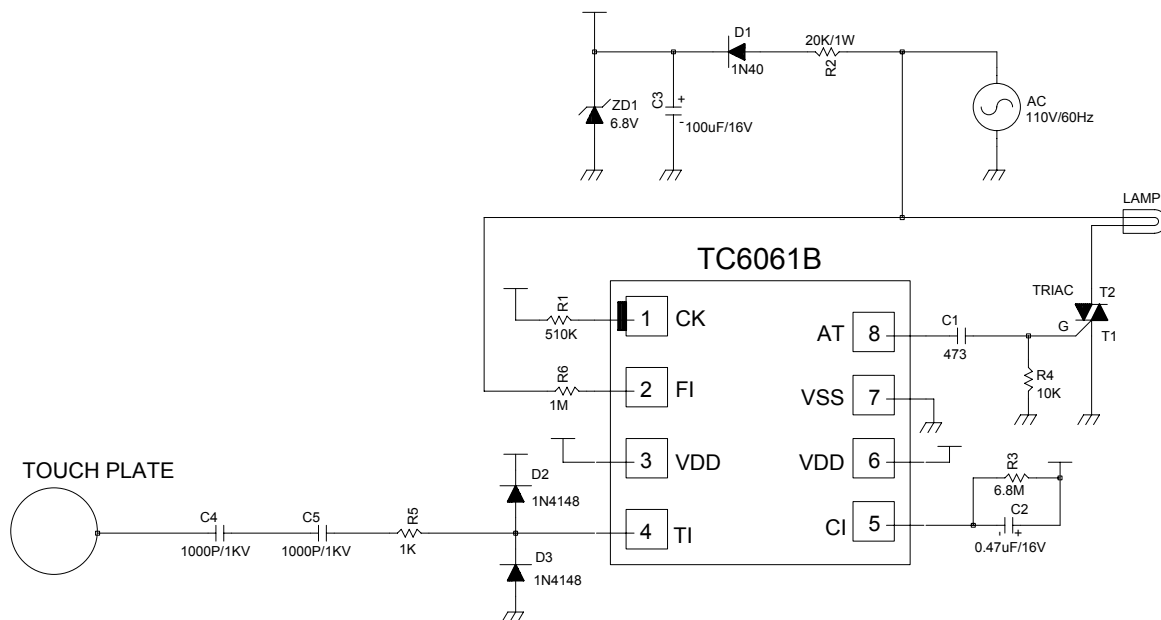 D1
1N40
20K/1W
R2
ZD1
6.8V
C3
+
-
100uF/16V
AC
110V/60Hz
LAMP
TC6061B
R1
510K
1
CK
R6
1M
2
FI
3
VDD
4
TI
AT
8
VSS
7
VDD
6
CI
5
C1
473
G
TRIAC
T2
T1
R4
10K
R3
6.8M
C2
- +
0.47uF/16V
TOUCH PLATE
C4
1000P/1KV
C5
1000P/1KV
R5
1K
D2
1N4148
D3
1N4148